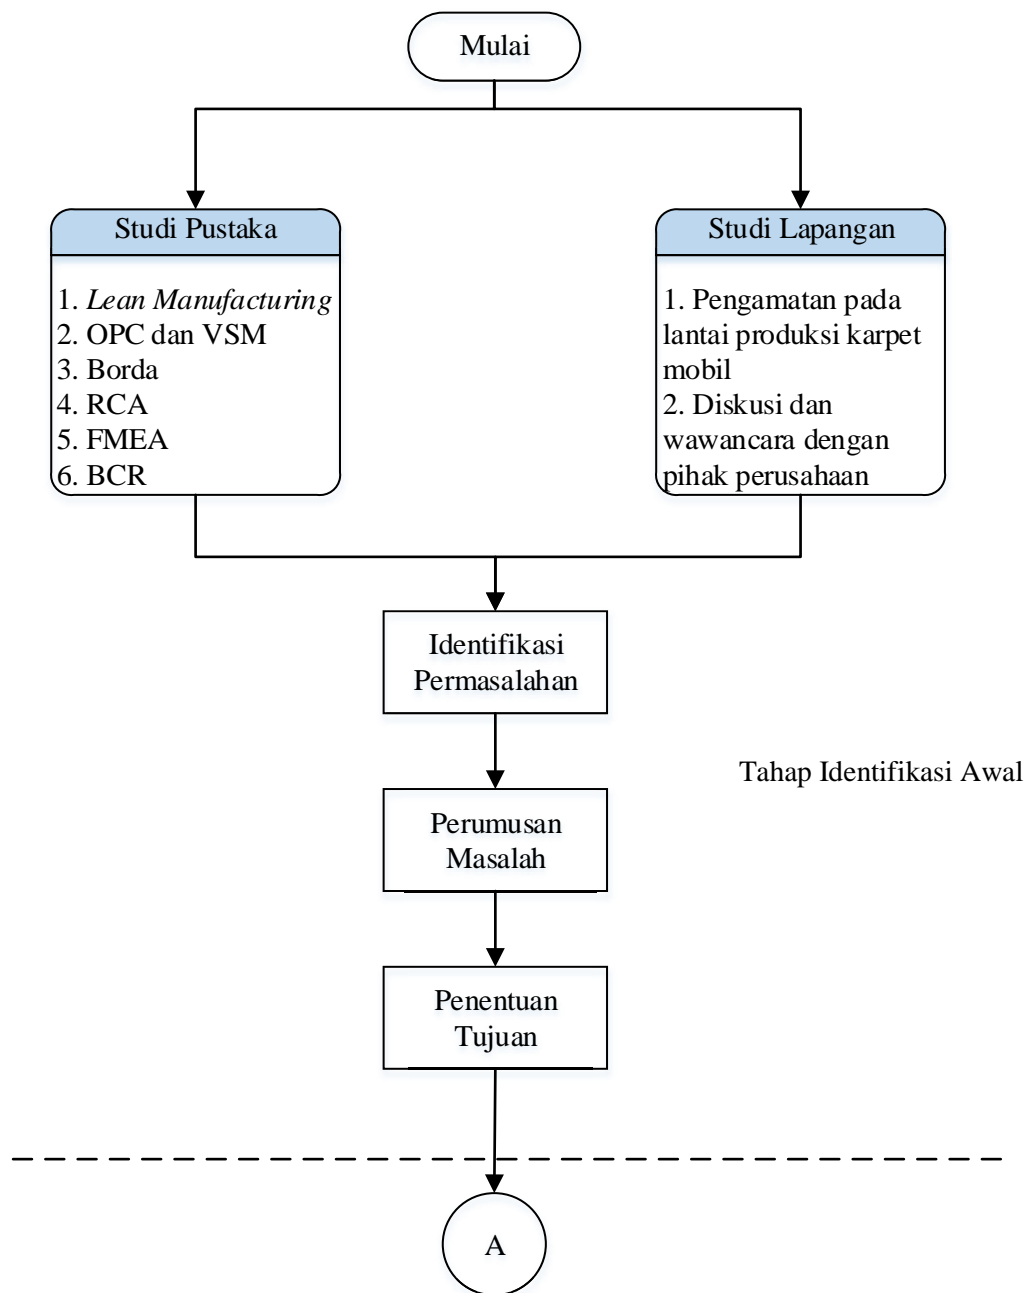 Mulai
Studi Pustaka
1. Lean Manufacturing
2. OPC dan VSM
3. Borda
4. RCA
5. FMEA
6. BCR
Studi Lapangan
1. Pengamatan pada
lantai produksi karpet
mobil
2. Diskusi dan
wawancara dengan
pihak perusahaan
Identifikasi
Permasalahan
Tahap Identifikasi Awal
Perumusan
Masalah
Penentuan
Tujuan
A